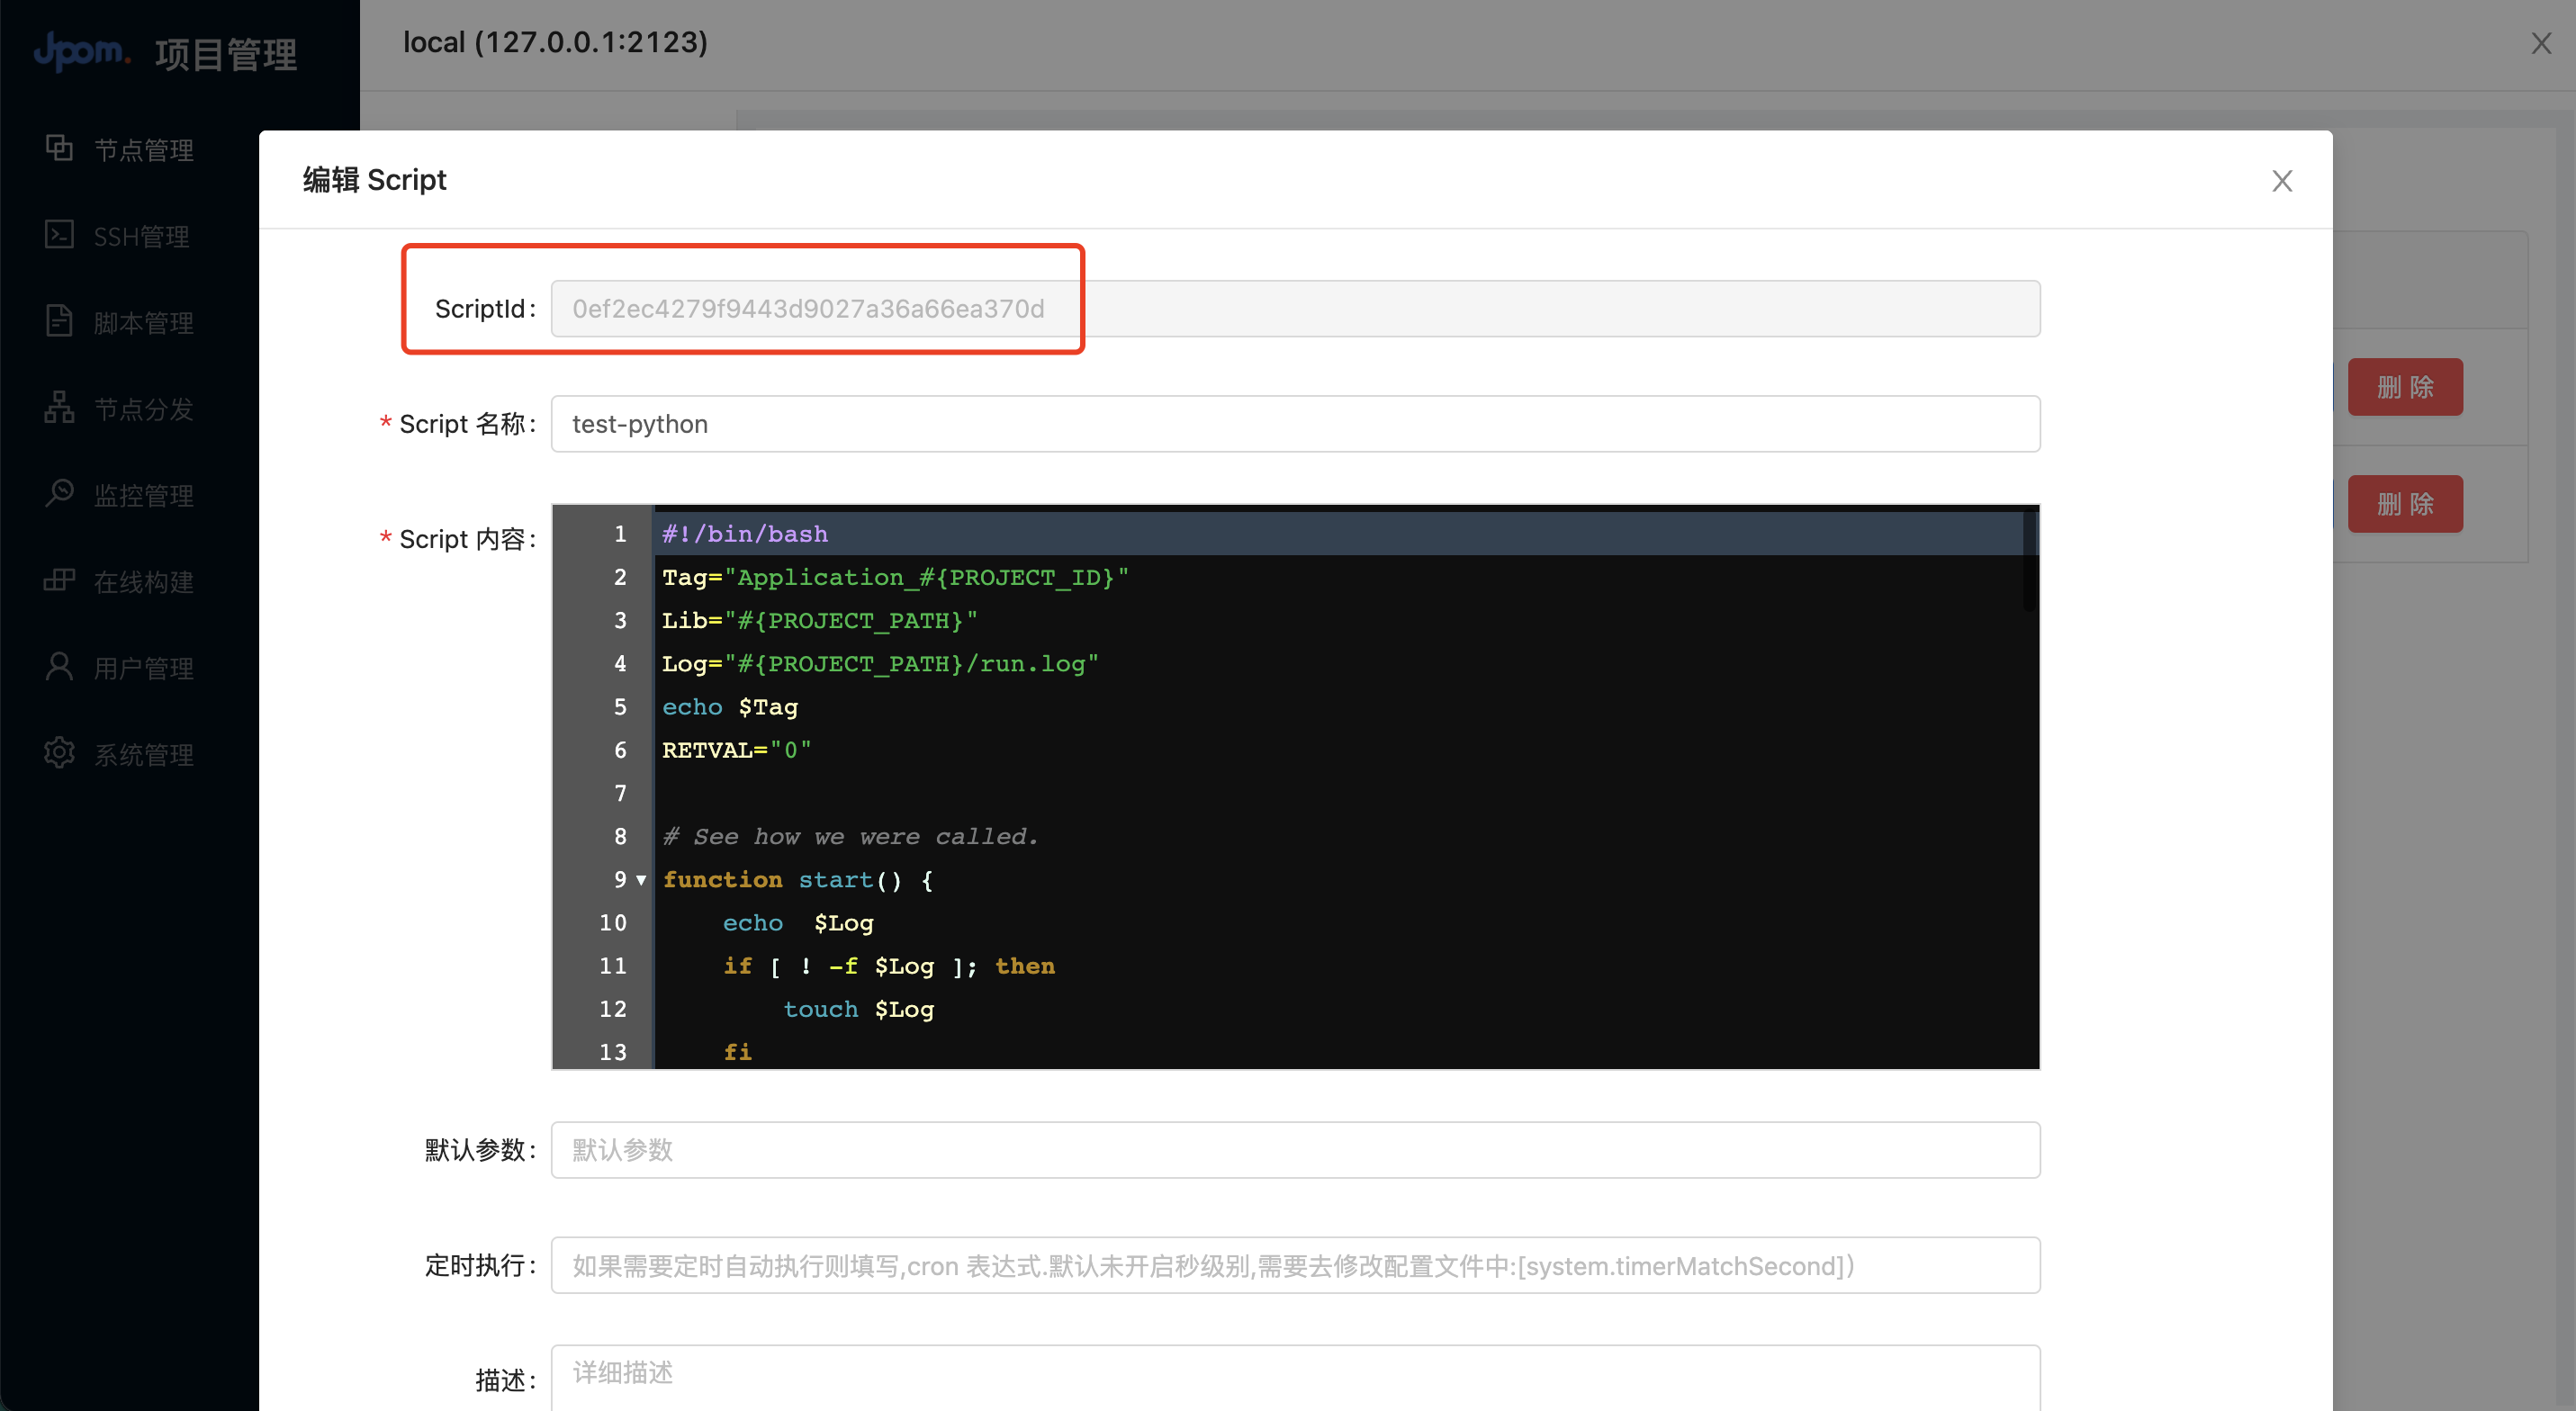 Jpom. 项目管理
local (127.0.0.1:2123)
节点管理
SSH管理
脚本管理
节点分发
监控管理
在线构建
用户管理
系统管理
编辑 Script
ScriptId: 0ef2ec4279f9443d9027a36a66ea370d
* Script 名称: test-python
* Script 内容:
1 #!/bin/bash
2 Tag="Application_#{PROJECT_ID}"
3 Lib="#{PROJECT_PATH}"
4 Log="#{PROJECT_PATH}/run.log"
5 echo $Tag
6 RETVAL="0"
7
8 # See how we were called.
9 function start() {
10 echo  $Log
11 if [ ! -f $Log ]; then
12 touch $Log
13 fi
默认参数: 默认参数
定时执行: 如果需要定时自动执行则填写,cron 表达式.默认未开启秒级别,需要去修改配置文件中:[system.timerMatchSecond])
描述: 详细描述
删 除
删 除